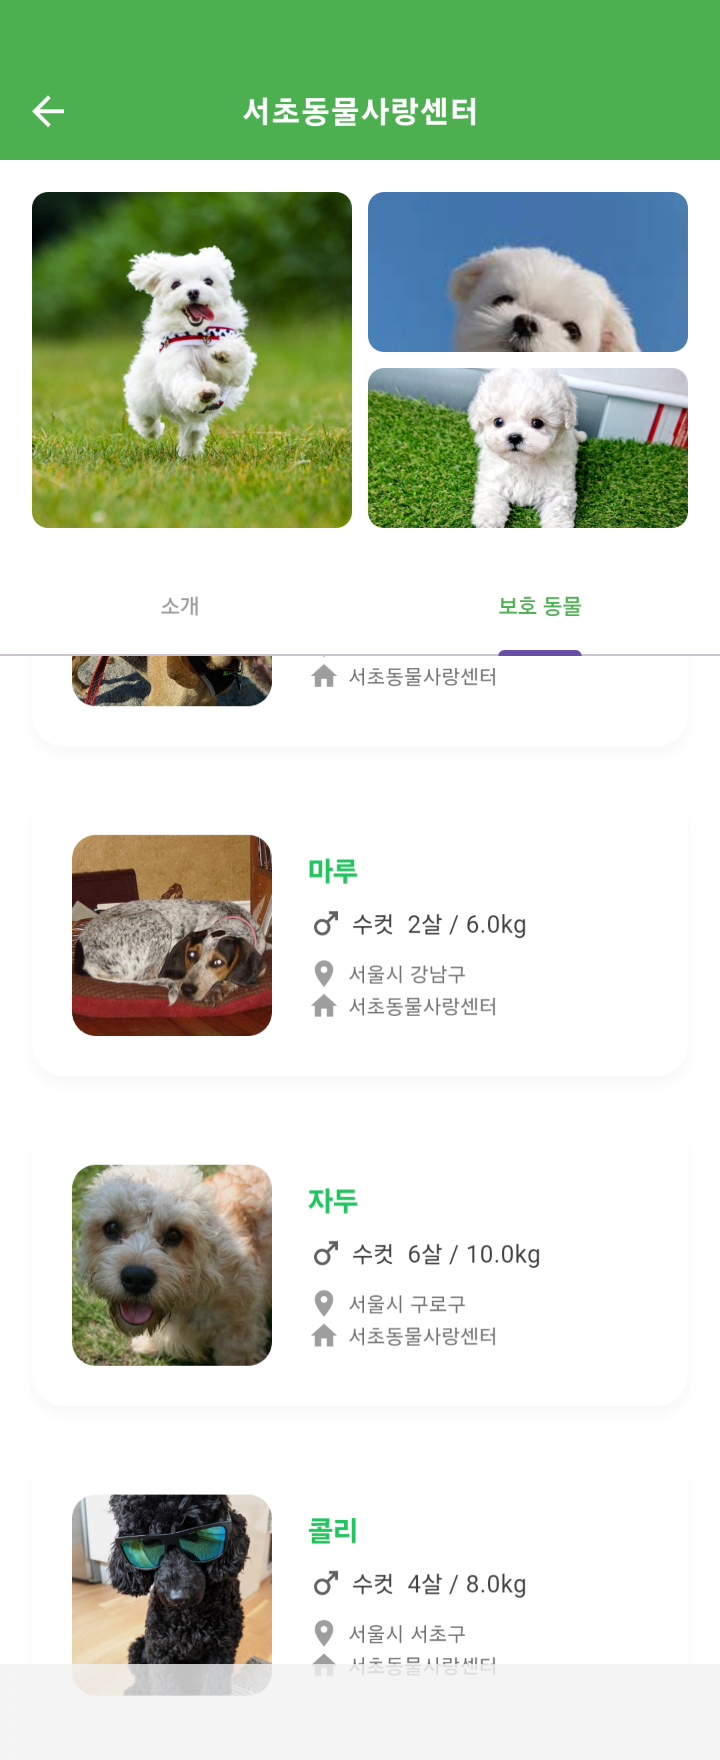 서초동물사랑센터
소개
보호 동물
서초동물사랑센터
마루
수컷 2살 / 6.0kg
서울시 강남구
서초동물사랑센터
자두
수컷 6살 / 10.0kg
서울시 구로구
서초동물사랑센터
콜리
수컷 4살 / 8.0kg
서울시 서초구
서초동물사랑센터